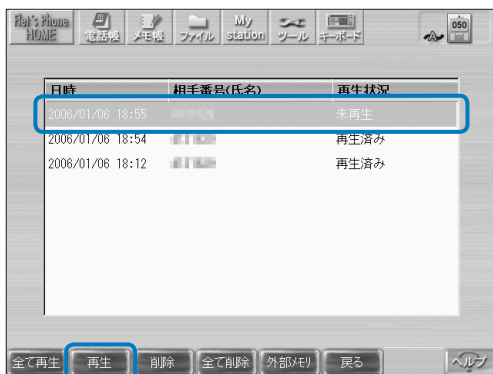 Flet's Phone HOME 電話帳 メモ帳 ファイル My station ツール キーボード 050
日時 相手番号(氏名) 再生状況
2006/01/06 18:55 未再生
2006/01/06 18:54 再生済み
2006/01/06 18:12 再生済み
全て再生 再生 削除 全て削除 外部メモリ 戻る ヘルプ